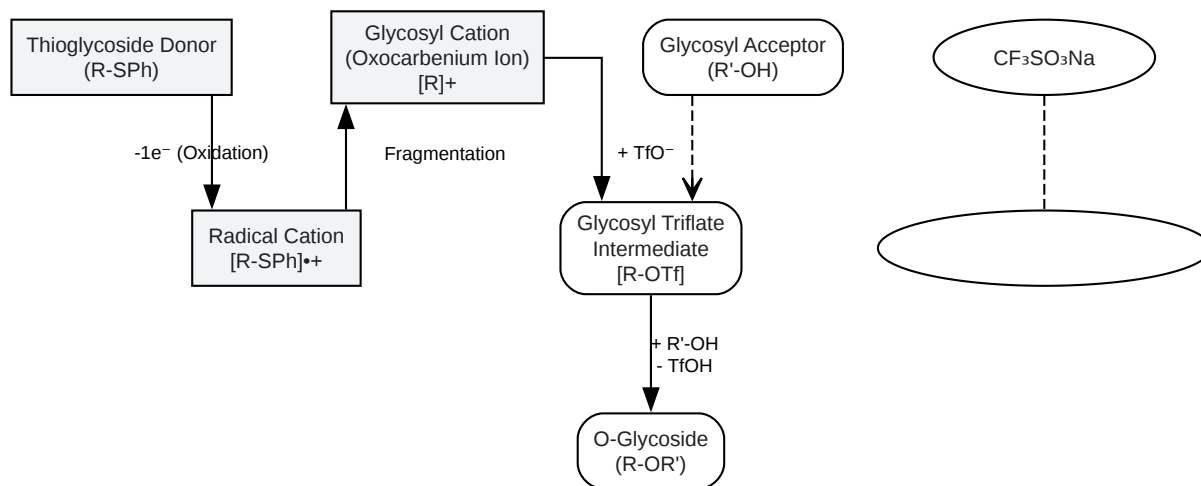 Thioglycoside Donor
(R-SPh)
Glycosyl Cation
(Oxocarbenium Ion)
[R]+
Glycosyl Acceptor
(R'-OH)
CF₃SO₃Na
-1e⁻ (Oxidation)
Fragmentation
+ TfO⁻
Radical Cation
[R-SPh]•+
Glycosyl Triflate
Intermediate
[R-OTf]
+ R'-OH
- TfOH
O-Glycoside
(R-OR')